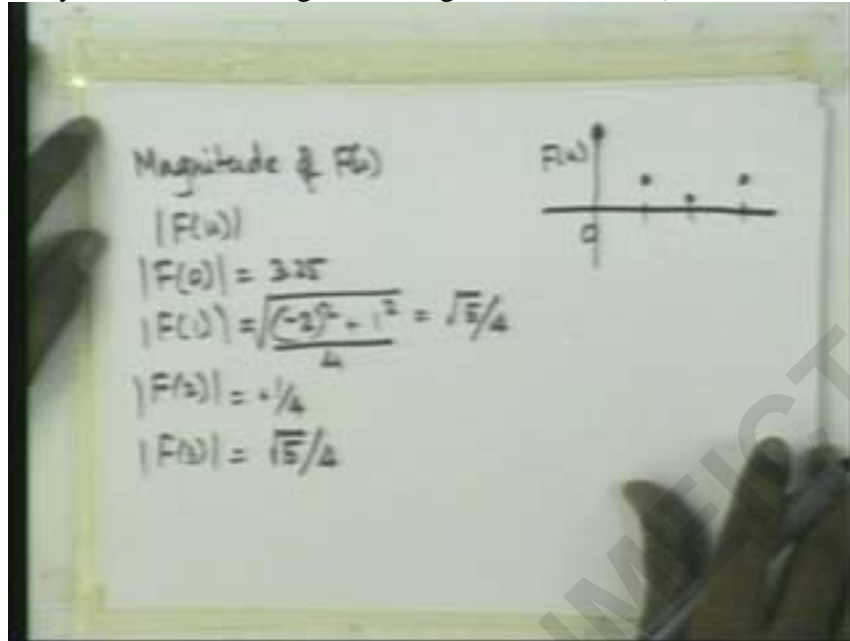 Magnitude of F(u)
|F(u)|
|F(0)| = 3.25
|F(1)| = √((-2)² + 1²)/4 = √5/4
|F(2)| = +1/4
|F(3)| = √5/4
F(u)
0